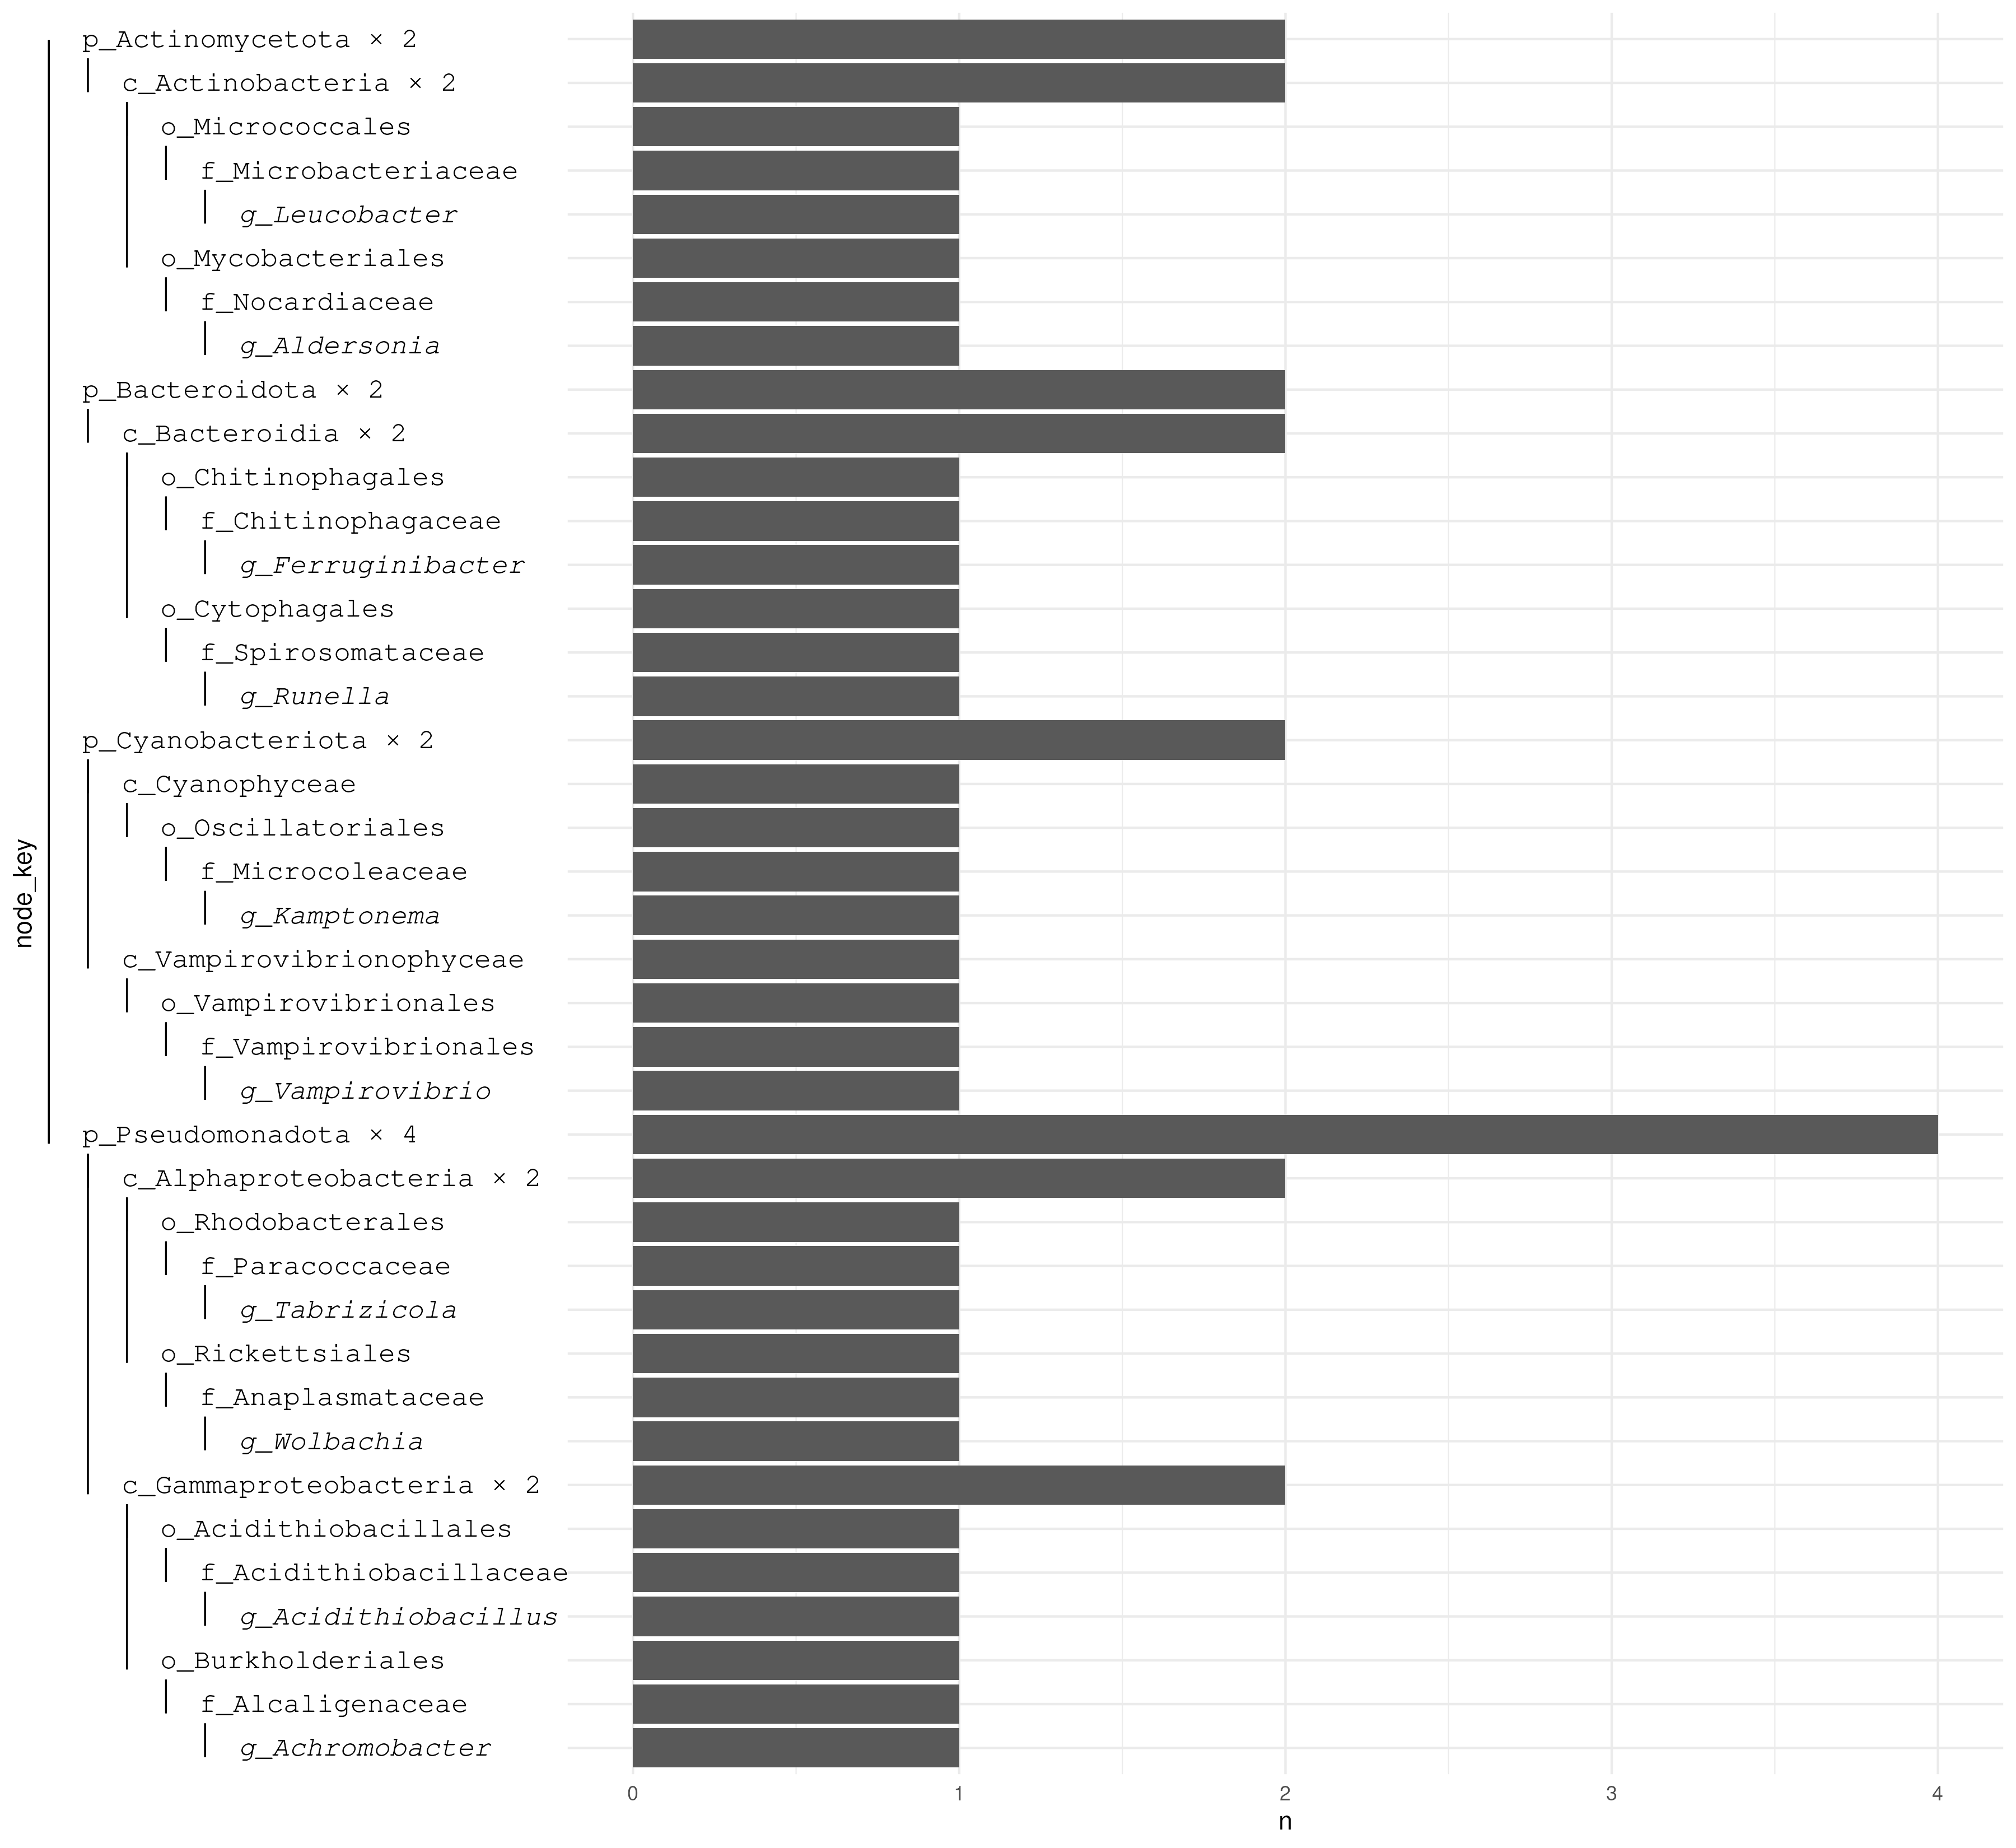 p_Actinomycetota × 2
c_Actinobacteria × 2
o_Micrococcales
f_Microbacteriaceae
g_Leucobacter
o_Mycobacteriales
f_Nocardiaceae
g_Aldersonia
p_Bacteroidota × 2
c_Bacteroidia × 2
o_Chitinophagales
f_Chitinophagaceae
g_Ferruginibacter
o_Cytophagales
f_Spirosomataceae
g_Runella
p_Cyanobacteriota × 2
c_Cyanophyceae
o_Oscillatoriales
f_Microcoleaceae
g_Kamptonema
c_Vampirovibrionophyceae
o_Vampirovibrionales
f_Vampirovibrionales
g_Vampirovibrio
p_Pseudomonadota × 4
c_Alphaproteobacteria × 2
o_Rhodobacterales
f_Paracoccaceae
g_Tabrizicola
o_Rickettsiales
f_Anaplasmataceae
g_Wolbachia
c_Gammaproteobacteria × 2
o_Acidithiobacillales
f_Acidithiobacillaceae
g_Acidithiobacillus
o_Burkholderiales
f_Alcaligenaceae
g_Achromobacter
node_key
0 1 2 3 4
n